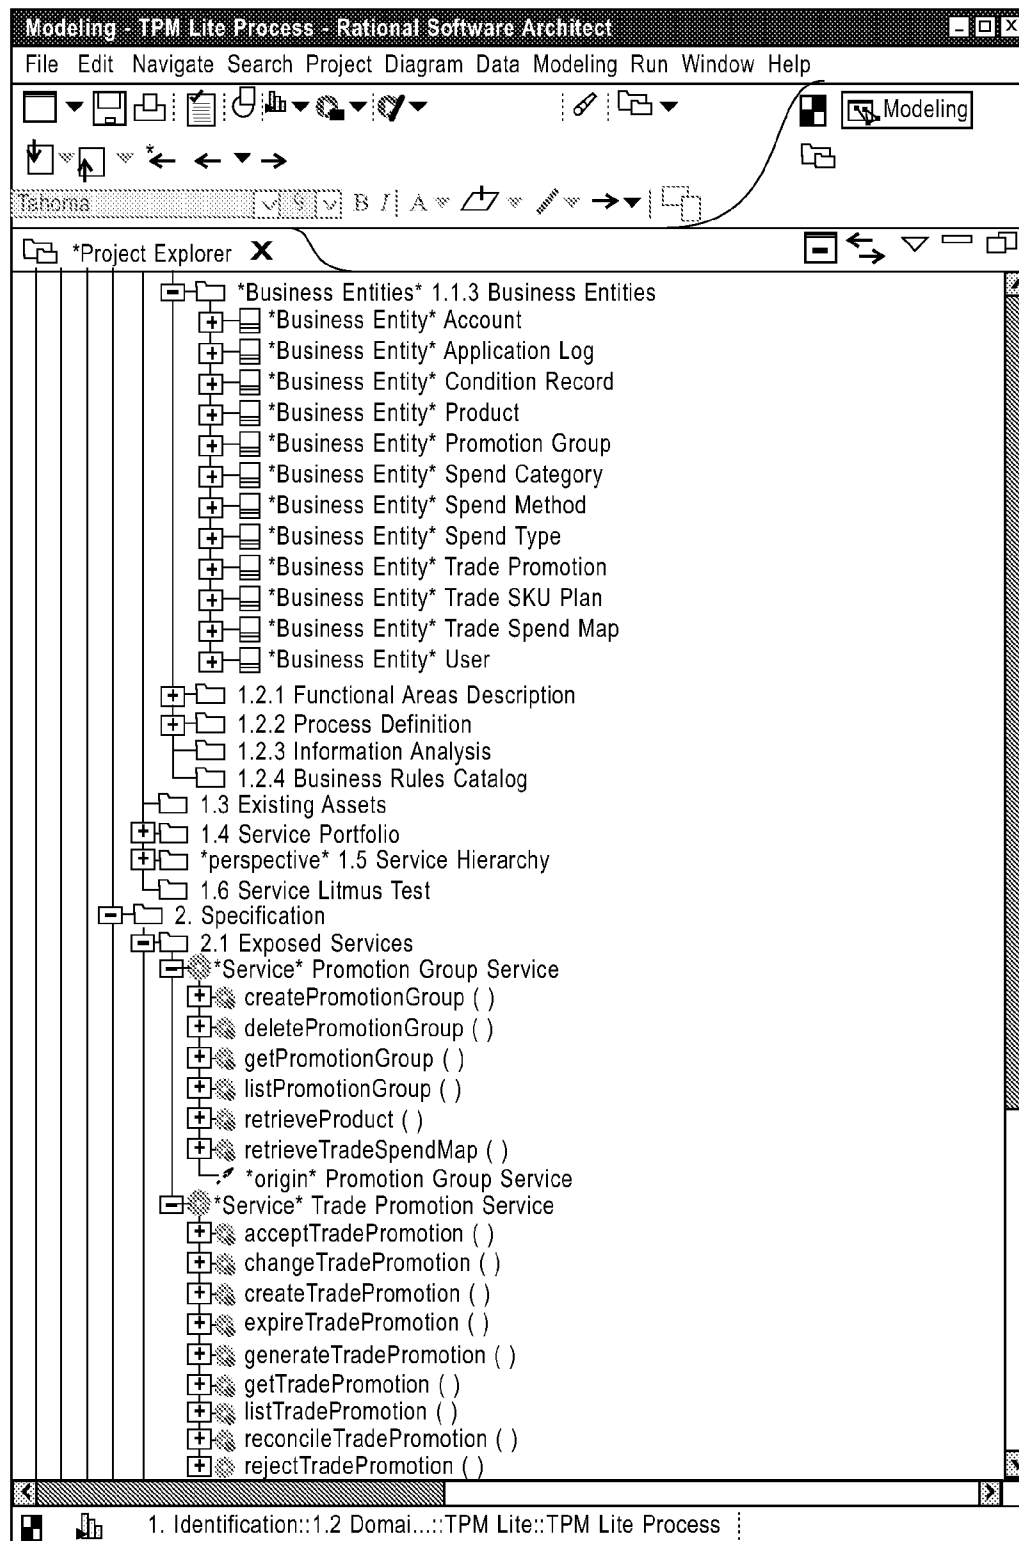 Modeling - TPM Lite Process - Rational Software Architect
File Edit Navigate Search Project Diagram Data Modeling Run Window Help
Modeling
Tahoma 9 B I A
*Project Explorer X
*Business Entities* 1.1.3 Business Entities
*Business Entity* Account
*Business Entity* Application Log
*Business Entity* Condition Record
*Business Entity* Product
*Business Entity* Promotion Group
*Business Entity* Spend Category
*Business Entity* Spend Method
*Business Entity* Spend Type
*Business Entity* Trade Promotion
*Business Entity* Trade SKU Plan
*Business Entity* Trade Spend Map
*Business Entity* User
1.2.1 Functional Areas Description
1.2.2 Process Definition
1.2.3 Information Analysis
1.2.4 Business Rules Catalog
1.3 Existing Assets
1.4 Service Portfolio
*perspective* 1.5 Service Hierarchy
1.6 Service Litmus Test
2. Specification
2.1 Exposed Services
*Service* Promotion Group Service
createPromotionGroup ( )
deletePromotionGroup ( )
getPromotionGroup ( )
listPromotionGroup ( )
retrieveProduct ( )
retrieveTradeSpendMap ( )
*origin* Promotion Group Service
*Service* Trade Promotion Service
acceptTradePromotion ( )
changeTradePromotion ( )
createTradePromotion ( )
expireTradePromotion ( )
generateTradePromotion ( )
getTradePromotion ( )
listTradePromotion ( )
reconcileTradePromotion ( )
rejectTradePromotion ( )
1. Identification::1.2 Domai...::TPM Lite::TPM Lite Process